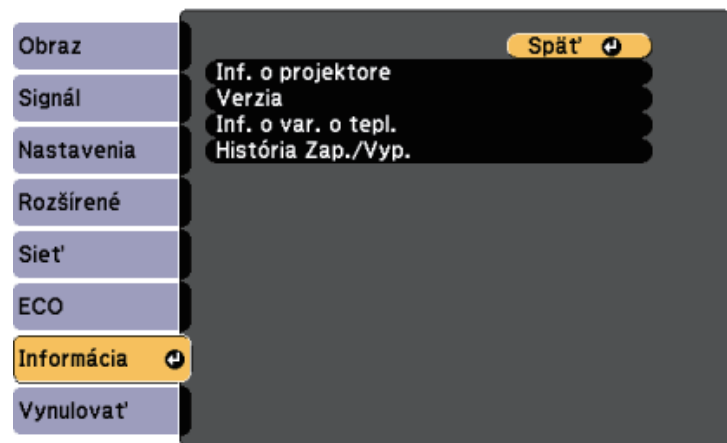 Obraz
Signál
Nastavenia
Rozšírené
Sieť
ECO
Informácia
Vynulovať
Späť
Inf. o projektore
Verzia
Inf. o var. o tepl.
História Zap./Vyp.